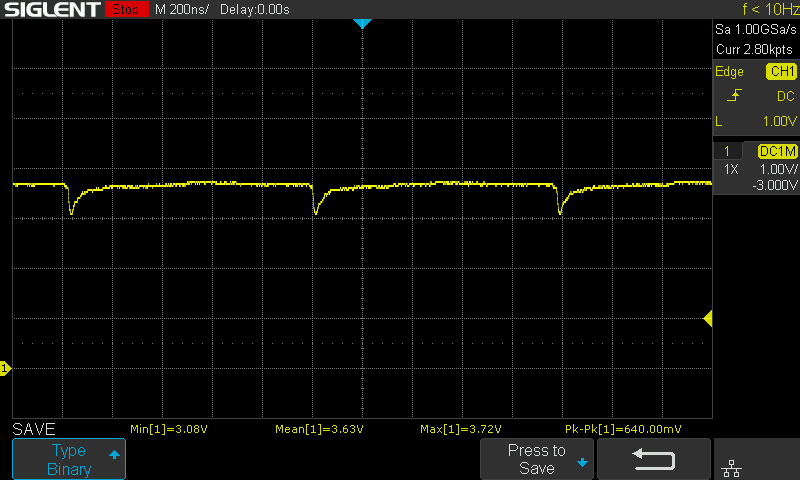 SIGLENT Stop M 200ns/ Delay:0.00s f < 10Hz
Sa 1.00GSa/s
Curr 2.80kpts
Edge CH1
DC
L 1.00V
1 DC1M
1X 1.00V/
-3.000V
1
SAVE Min[1]=3.08V Mean[1]=3.63V Max[1]=3.72V Pk-Pk[1]=640.00mV
Type
Binary
Press to
Save